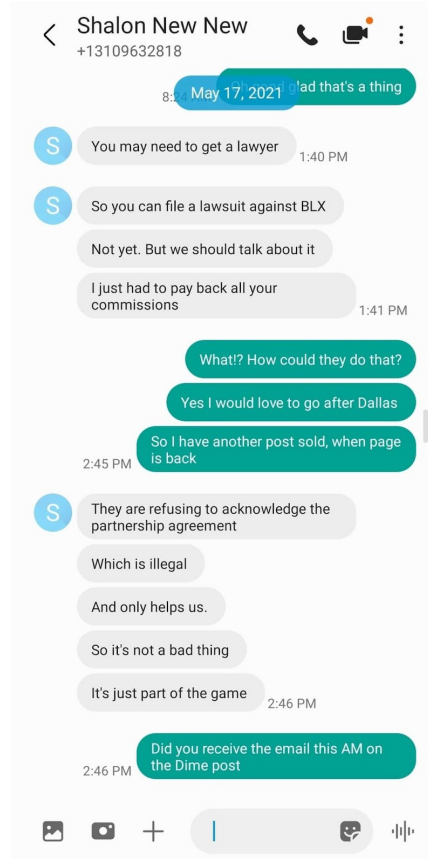 Shalon New New
+13109632818
glad that's a thing
May 17, 2021
You may need to get a lawyer
1:40 PM
So you can file a lawsuit against BLX
Not yet. But we should talk about it
I just had to pay back all your
commissions
1:41 PM
What!? How could they do that?
Yes I would love to go after Dallas
So I have another post sold, when page
is back
2:45 PM
They are refusing to acknowledge the
partnership agreement
Which is illegal
And only helps us.
So it's not a bad thing
It's just part of the game
2:46 PM
Did you receive the email this AM on
the Dime post
2:46 PM